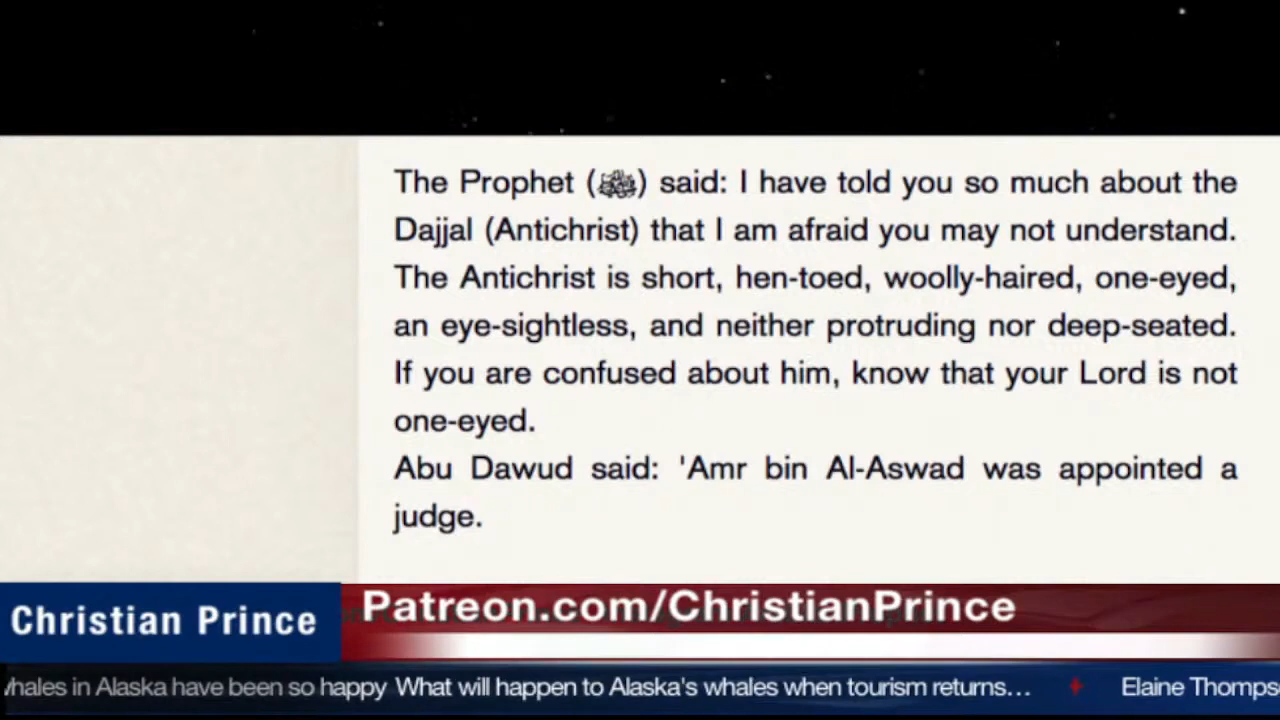 The Prophet (ﷺ) said: I have told you so much about the
Dajjal (Antichrist) that I am afraid you may not understand.
The Antichrist is short, hen-toed, woolly-haired, one-eyed,
an eye-sightless, and neither protruding nor deep-seated.
If you are confused about him, know that your Lord is not
one-eyed.
Abu Dawud said: 'Amr bin Al-Aswad was appointed a
judge.
Christian Prince
Patreon.com/ChristianPrince
whales in Alaska have been so happy What will happen to Alaska's whales when tourism returns... Elaine Thomps